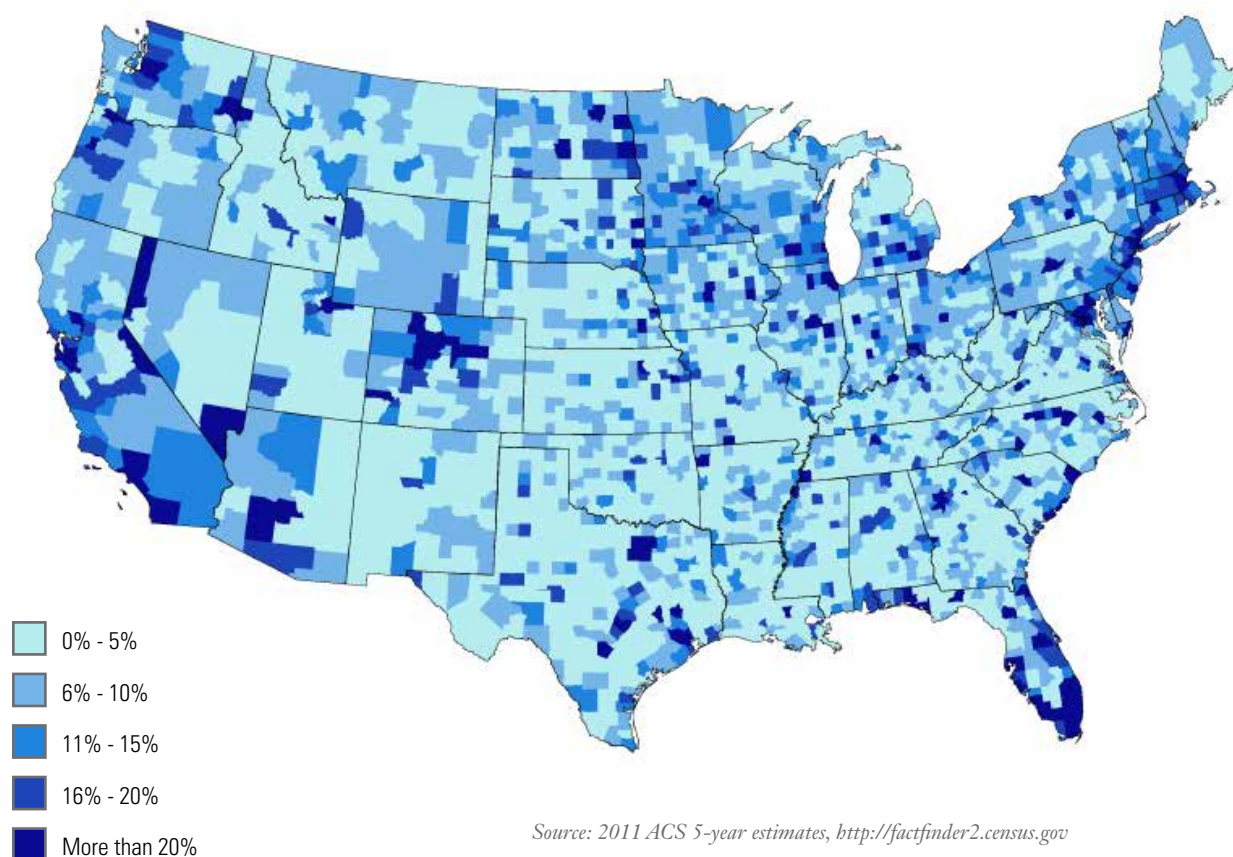 0% - 5%
6% - 10%
11% - 15%
16% - 20%
More than 20%
Source: 2011 ACS 5-year estimates, http://factfinder2.census.gov